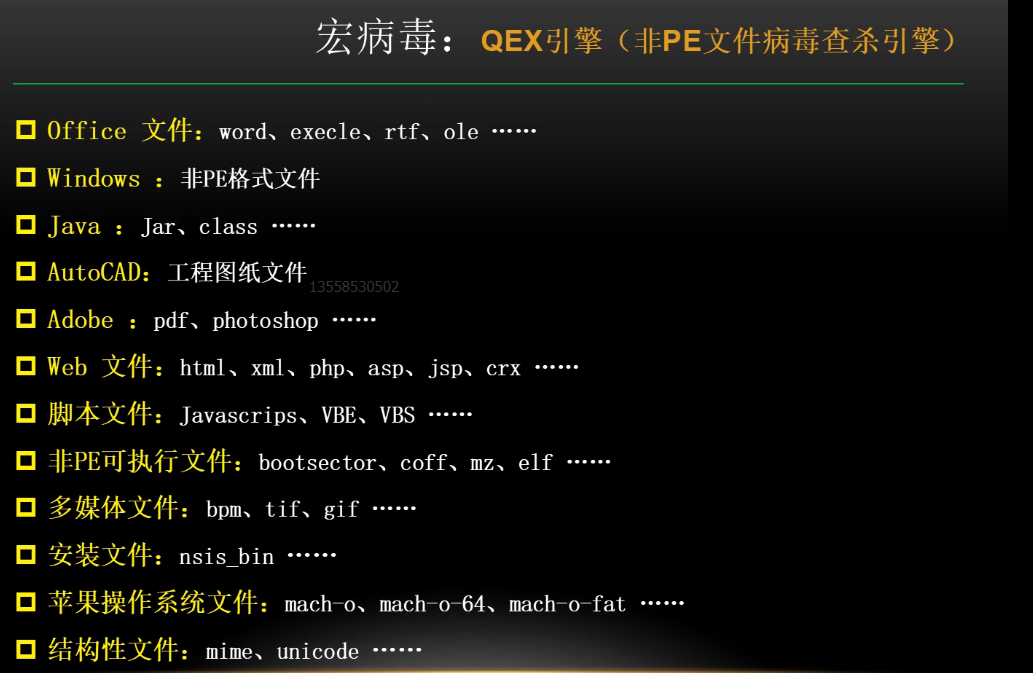 宏病毒：QEX引擎（非PE文件病毒查杀引擎）
Office 文件：word、execle、rtf、ole ……
Windows ：非PE格式文件
Java ：Jar、class ……
AutoCAD：工程图纸文件
13558530502
Adobe ：pdf、photoshop ……
Web 文件：html、xml、php、asp、jsp、crx ……
脚本文件：Javascrips、VBE、VBS ……
非PE可执行文件：bootsector、coff、mz、elf ……
多媒体文件：bpm、tif、gif ……
安装文件：nsis_bin ……
苹果操作系统文件：mach-o、mach-o-64、mach-o-fat ……
结构性文件：mime、unicode ……